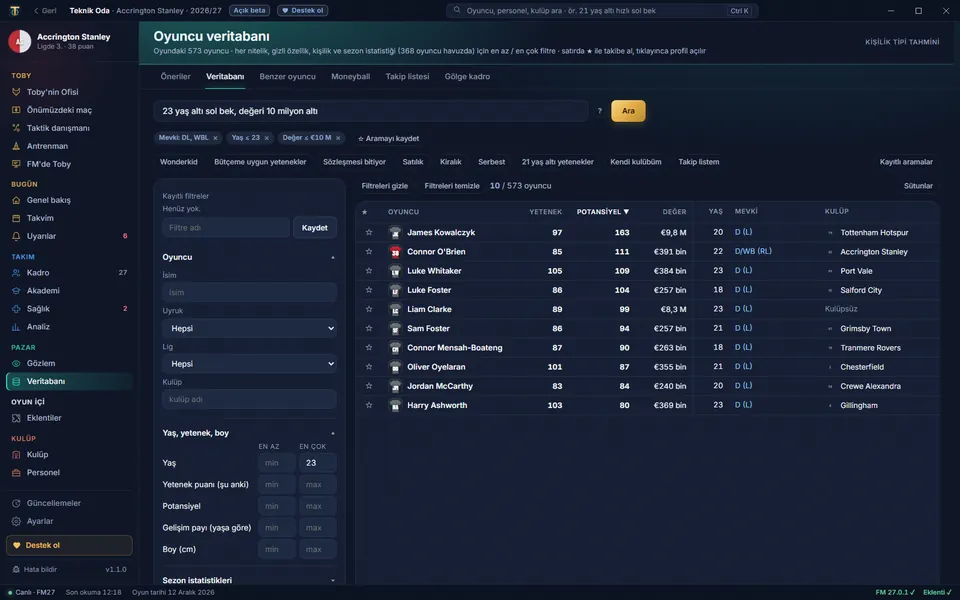 Geri Teknik Oda · Accrington Stanley · 2026/27 Açık beta Destek ol
Oyuncu, personel, kulüp ara - ör. 21 yaş altı hızlı sol bek Ctrl K
Accrington Stanley
Ligde 3. · 38 puan
TOBY
Toby'nin Ofisi
Önümüzdeki maç
Taktik danışmanı
Antrenman
FM'de Toby
BUGÜN
Genel bakış
Takvim
Uyarılar 6
TAKIM
Kadro 27
Akademi
Sağlık 2
Analiz
PAZAR
Gözlem
Veritabanı
OYUN İÇİ
Eklentiler
KULÜP
Kulüp
Personel
Güncellemeler
Ayarlar
Destek ol
Hata bildir v1.1.0
Oyuncu veritabanı
Oyundaki 573 oyuncu · her nitelik, gizli özellik, kişilik ve sezon istatistiği (368 oyuncu havuzda) için en az / en çok filtre - satırda ★ ile takibe al, tıklayınca profil açılır
KİŞİLİK TİPİ TAHMİNİ
Öneriler Veritabanı Benzer oyuncu Moneyball Takip listesi Gölge kadro
23 yaş altı sol bek, değeri 10 milyon altı ? Ara
Mevki: DL, WBL × Yaş ≤ 23 × Değer ≤ €10 M × ☆ Aramayı kaydet
Wonderkid Bütçeme uygun yetenekler Sözleşmesi bitiyor Satılık Kiralık Serbest 21 yaş altı yetenekler Kendi kulübüm Takip listem Kayıtlı aramalar
Kayıtlı filtreler
Henüz yok.
Filtre adı Kaydet
Oyuncu
İsim
isim
Uyruk
Hepsi
Lig
Hepsi
Kulüp
kulüp adı
Yaş, yetenek, boy
EN AZ EN ÇOK
Yaş min 23
Yetenek puanı (şu anki) min max
Potansiyel min max
Gelişim payı (yaşa göre) min max
Boy (cm) min max
Sezon istatistikleri
Filtreleri gizle Filtreleri temizle 10 / 573 oyuncu Sütunlar
★ OYUNCU YETENEK POTANSİYEL ▼ DEĞER YAŞ MEVKİ KULÜP
☆ James Kowalczyk 97 163 €9,8 M 20 D (L) Tottenham Hotspur
☆ Connor O'Brien 85 111 €391 bin 22 D/WB (RL) Accrington Stanley
☆ Luke Whitaker 105 109 €384 bin 23 D (L) Port Vale
☆ Luke Foster 86 104 €257 bin 18 D (L) Salford City
☆ Liam Clarke 89 99 €8,3 M 23 D (L) Kulüpsüz
☆ Sam Foster 86 94 €257 bin 21 D (L) Grimsby Town
☆ Connor Mensah-Boateng 87 90 €263 bin 18 D (L) Tranmere Rovers
☆ Oliver Oyelaran 101 87 €355 bin 21 D (L) Chesterfield
☆ Jordan McCarthy 83 84 €240 bin 20 D (L) Crewe Alexandra
☆ Harry Ashworth 103 80 €369 bin 23 D (L) Gillingham
Canlı · FM27 Son okuma 12:18 Oyun tarihi 12 Aralık 2026 FM 27.0.1 ✓ Eklenti ✓